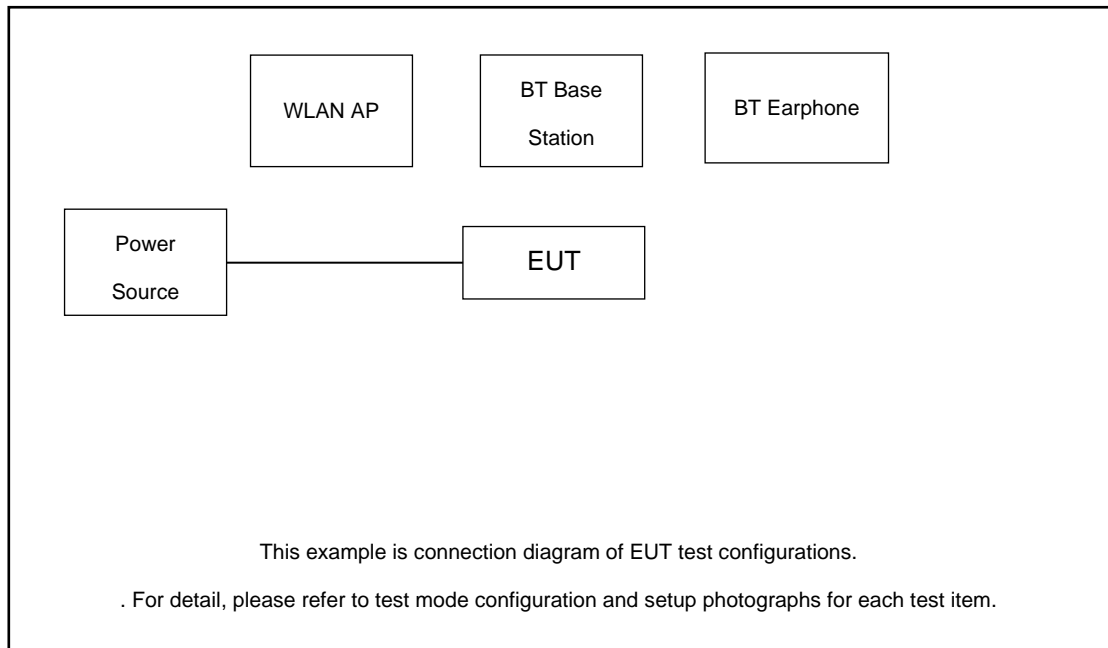 WLAN AP
BT Base
Station
BT Earphone
Power
Source
EUT
This example is connection diagram of EUT test configurations.
. For detail, please refer to test mode configuration and setup photographs for each test item.